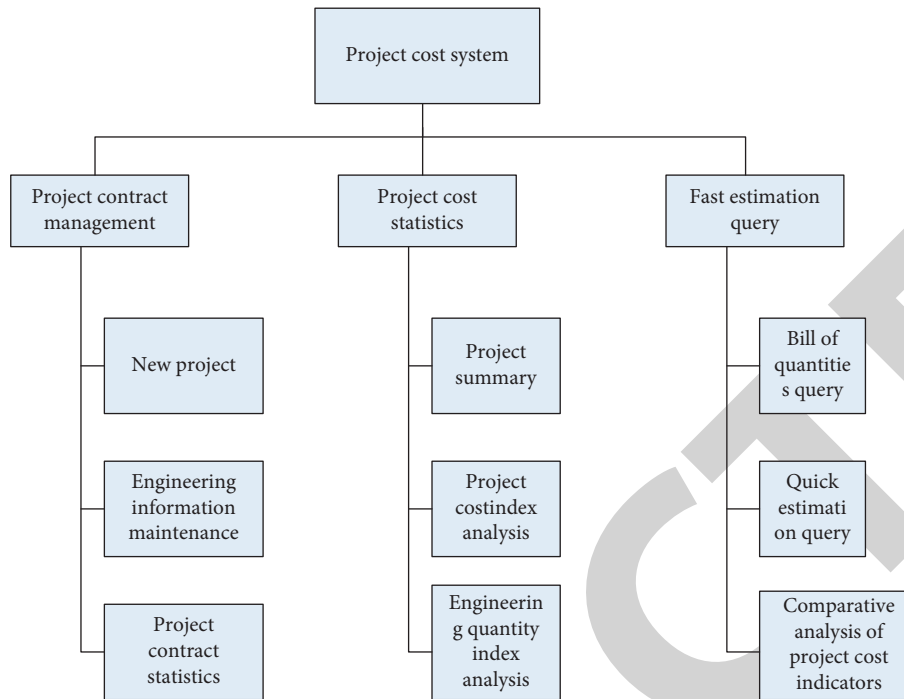 Project cost system
Project contract
management
Project cost
statistics
Fast estimation
query
New project
Engineering
information
maintenance
Project
contract
statistics
Project
summary
Project
costindex
analysis
Engineerin
g quantity
index
analysis
Bill of
quantitie
s query
Quick
estimati
on query
Comparative
analysis of
project cost
indicators